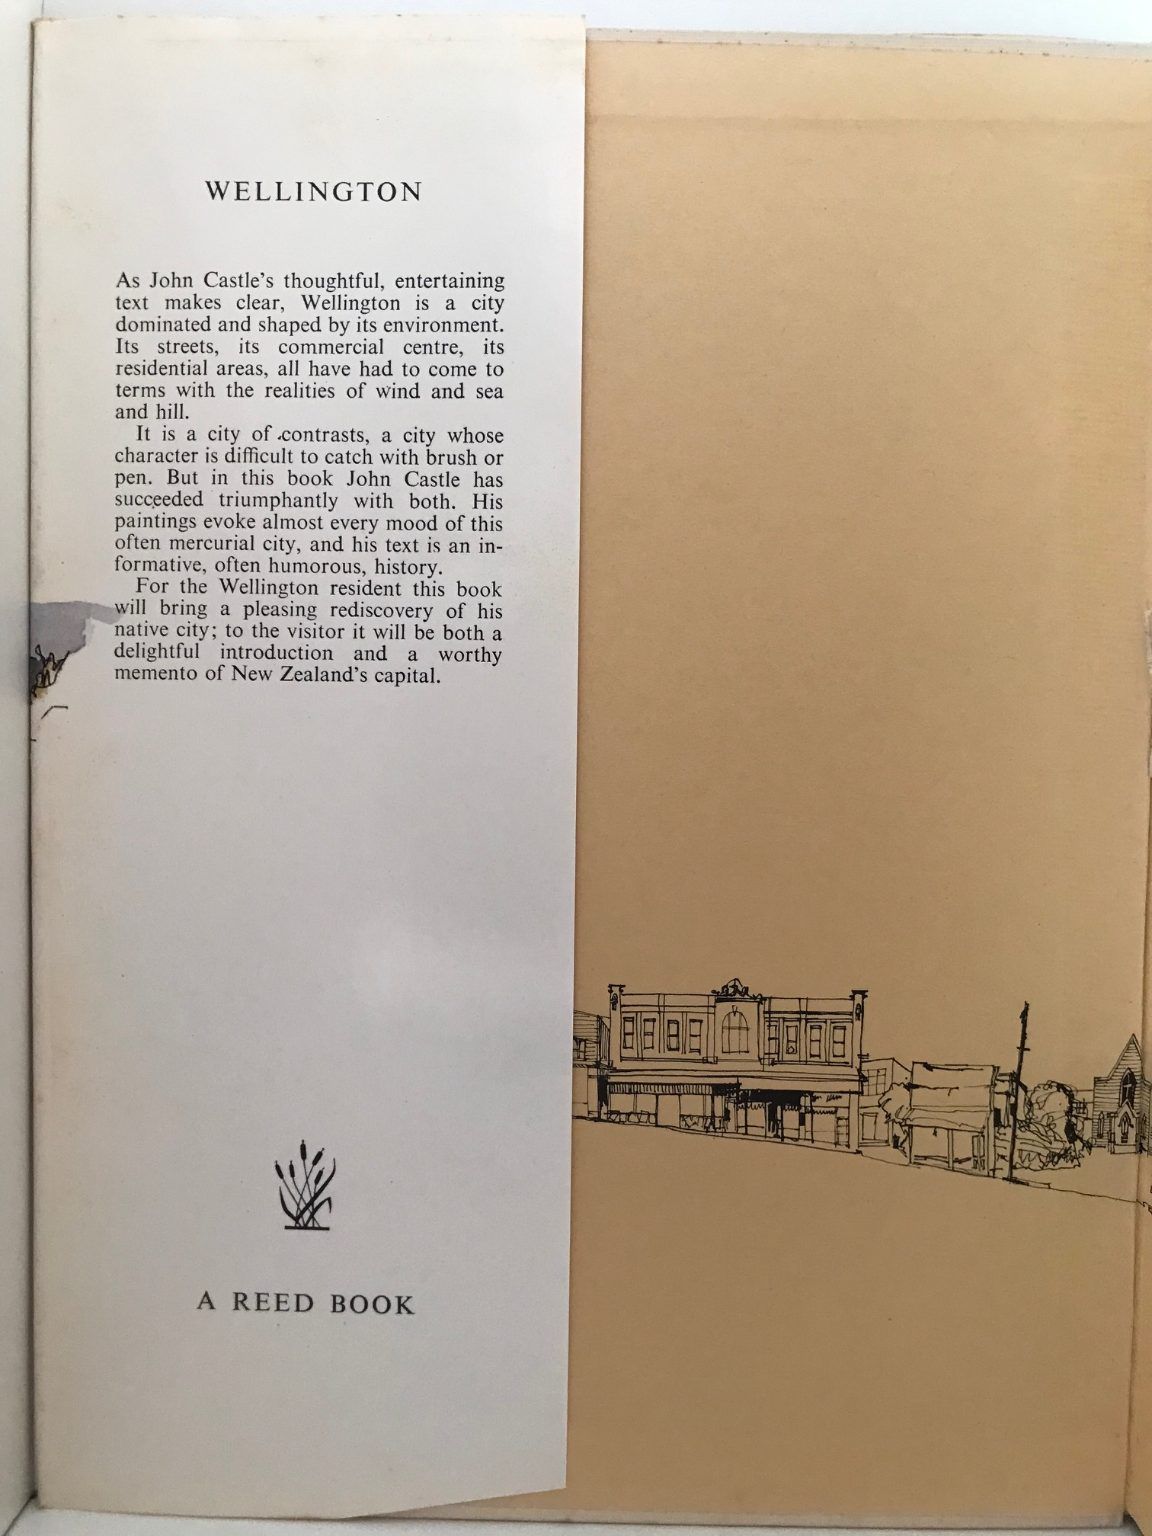 WELLINGTON
As John Castle's thoughtful, entertaining
text makes clear, Wellington is a city
dominated and shaped by its environment.
Its streets, its commercial centre, its
residential areas, all have had to come to
terms with the realities of wind and sea
and hill.
It is a city of contrasts, a city whose
character is difficult to catch with brush or
pen. But in this book John Castle has
succeeded triumphantly with both. His
paintings evoke almost every mood of this
often mercurial city, and his text is an in-
formative, often humorous, history.
For the Wellington resident this book
will bring a pleasing rediscovery of his
native city; to the visitor it will be both a
delightful introduction and a worthy
memento of New Zealand's capital.
A REED BOOK